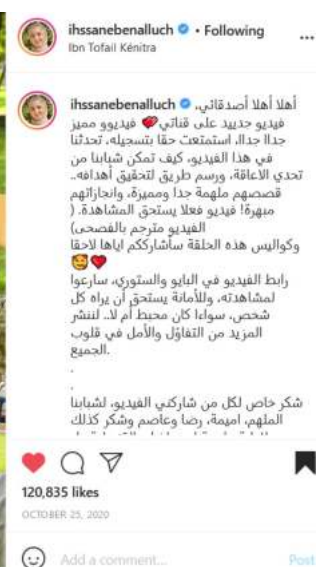 ihssanebenalluch • Following
Ibn Tofail Kénitra
...
ihssanebenalluch أهلا أهلا أصدقائي،
فيديو جدييد على قناتي❤️ فيديوو مميز
جداا جداا، استمتعت حقا بتسجيله، تحدثنا
في هذا الفيديو، كيف تمكن شبابنا من
تحدي الاعاقة، ورسم طريق لتحقيق أهدافه..
قصصهم ملهمة جدا ومميزة، وانجازاتهم
مبهرة! فيديو فعلا يستحق المشاهدة. (
الفيديو مترجم بالفصحى)
وكواليس هذه الحلقة سأشارككم اياها لاحقا
😍❤️
رابط الفيديو في البايو والستوري، سارعوا
لمشاهدته، وللأمانة يستحق أن يراه كل
شخص، سواءا كان محبط أم لا.. لننشر
المزيد من التفاؤل والأمل في قلوب
الجميع.
.
.
شكر خاص لكل من شاركني الفيديو، لشبابنا
الملهم، اميمة، رضا وعاصم وشكر كذلك
120,835 likes
OCTOBER 25, 2020
Add a comment... Post